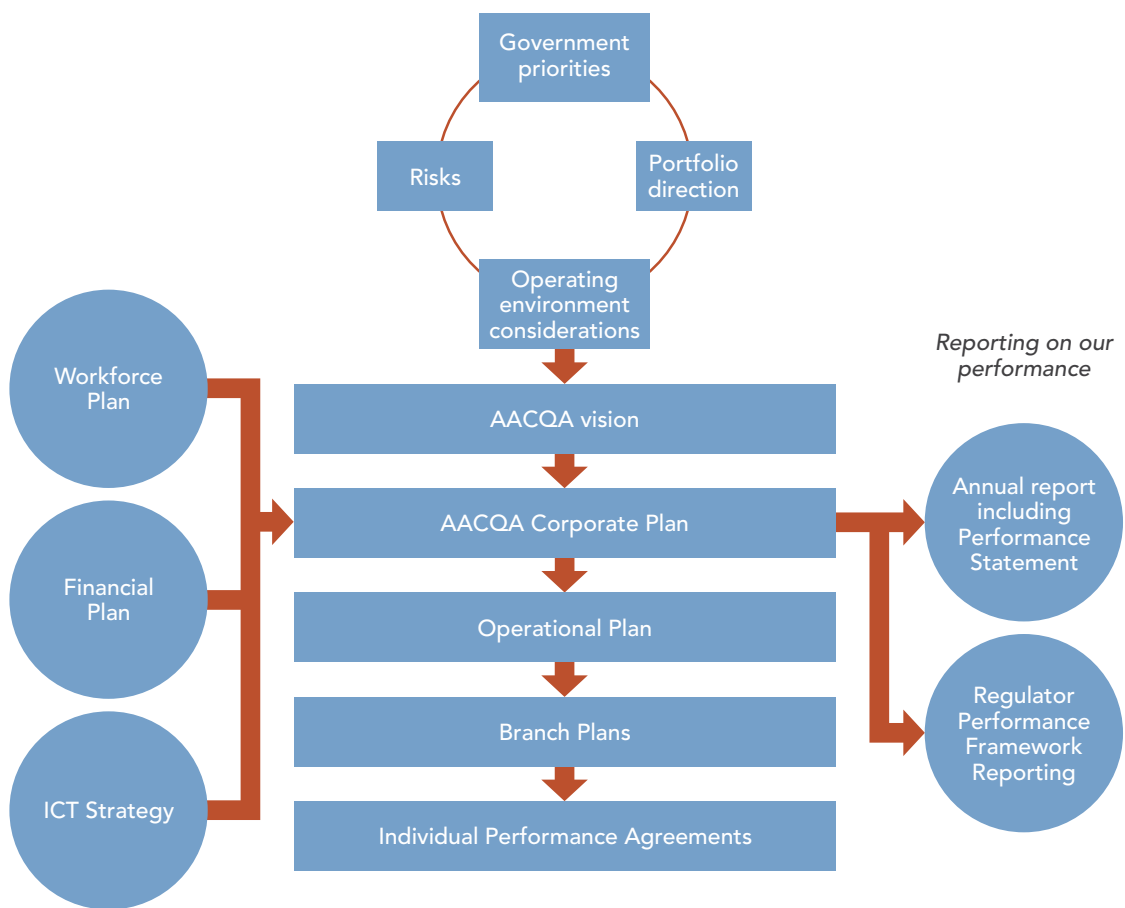 Government
priorities
Risks
Portfolio
direction
Operating
environment
considerations
Workforce
Plan
Financial
Plan
ICT Strategy
AACQA vision
AACQA Corporate Plan
Operational Plan
Branch Plans
Individual Performance Agreements
Reporting on our
performance
Annual report
including
Performance
Statement
Regulator
Performance
Framework
Reporting